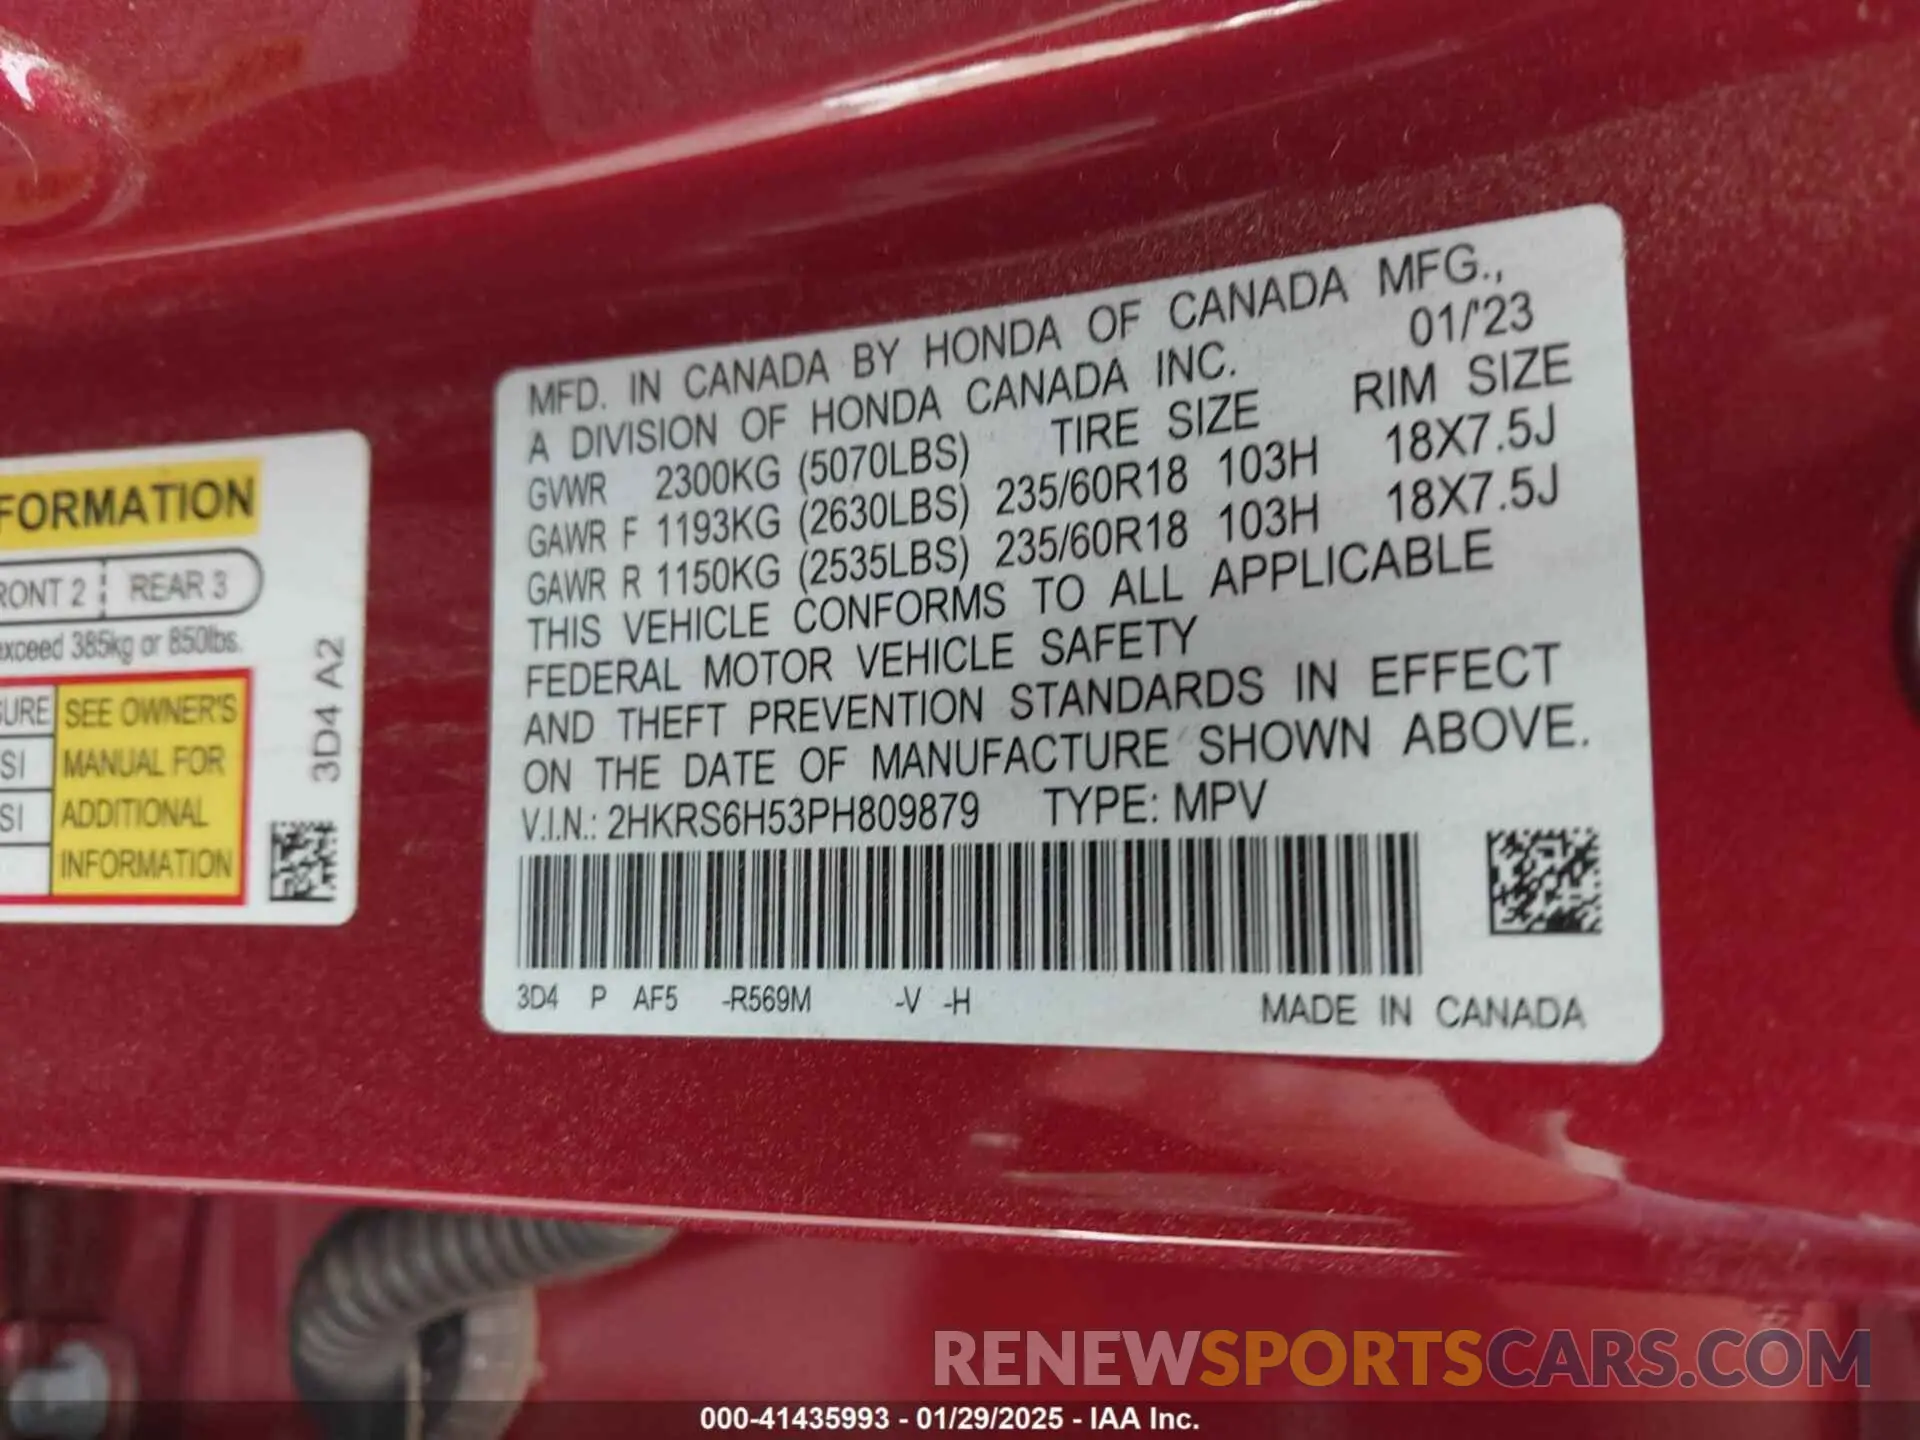 FORMATION
RONT 2 REAR 3
exceed 385kg or 850lbs.
SURE SEE OWNER'S
SI MANUAL FOR
SI ADDITIONAL
INFORMATION
3D4 A2
MFD. IN CANADA BY HONDA OF CANADA MFG.,
A DIVISION OF HONDA CANADA INC. 01/'23
GVWR 2300KG (5070LBS) TIRE SIZE RIM SIZE
GAWR F 1193KG (2630LBS) 235/60R18 103H 18X7.5J
GAWR R 1150KG (2535LBS) 235/60R18 103H 18X7.5J
THIS VEHICLE CONFORMS TO ALL APPLICABLE
FEDERAL MOTOR VEHICLE SAFETY
AND THEFT PREVENTION STANDARDS IN EFFECT
ON THE DATE OF MANUFACTURE SHOWN ABOVE.
V.I.N.: 2HKRS6H53PH809879 TYPE: MPV
3D4 P AF5 -R569M -V -H MADE IN CANADA
RENEWSPORTSCARS.COM
000-41435993 - 01/29/2025 - IAA Inc.